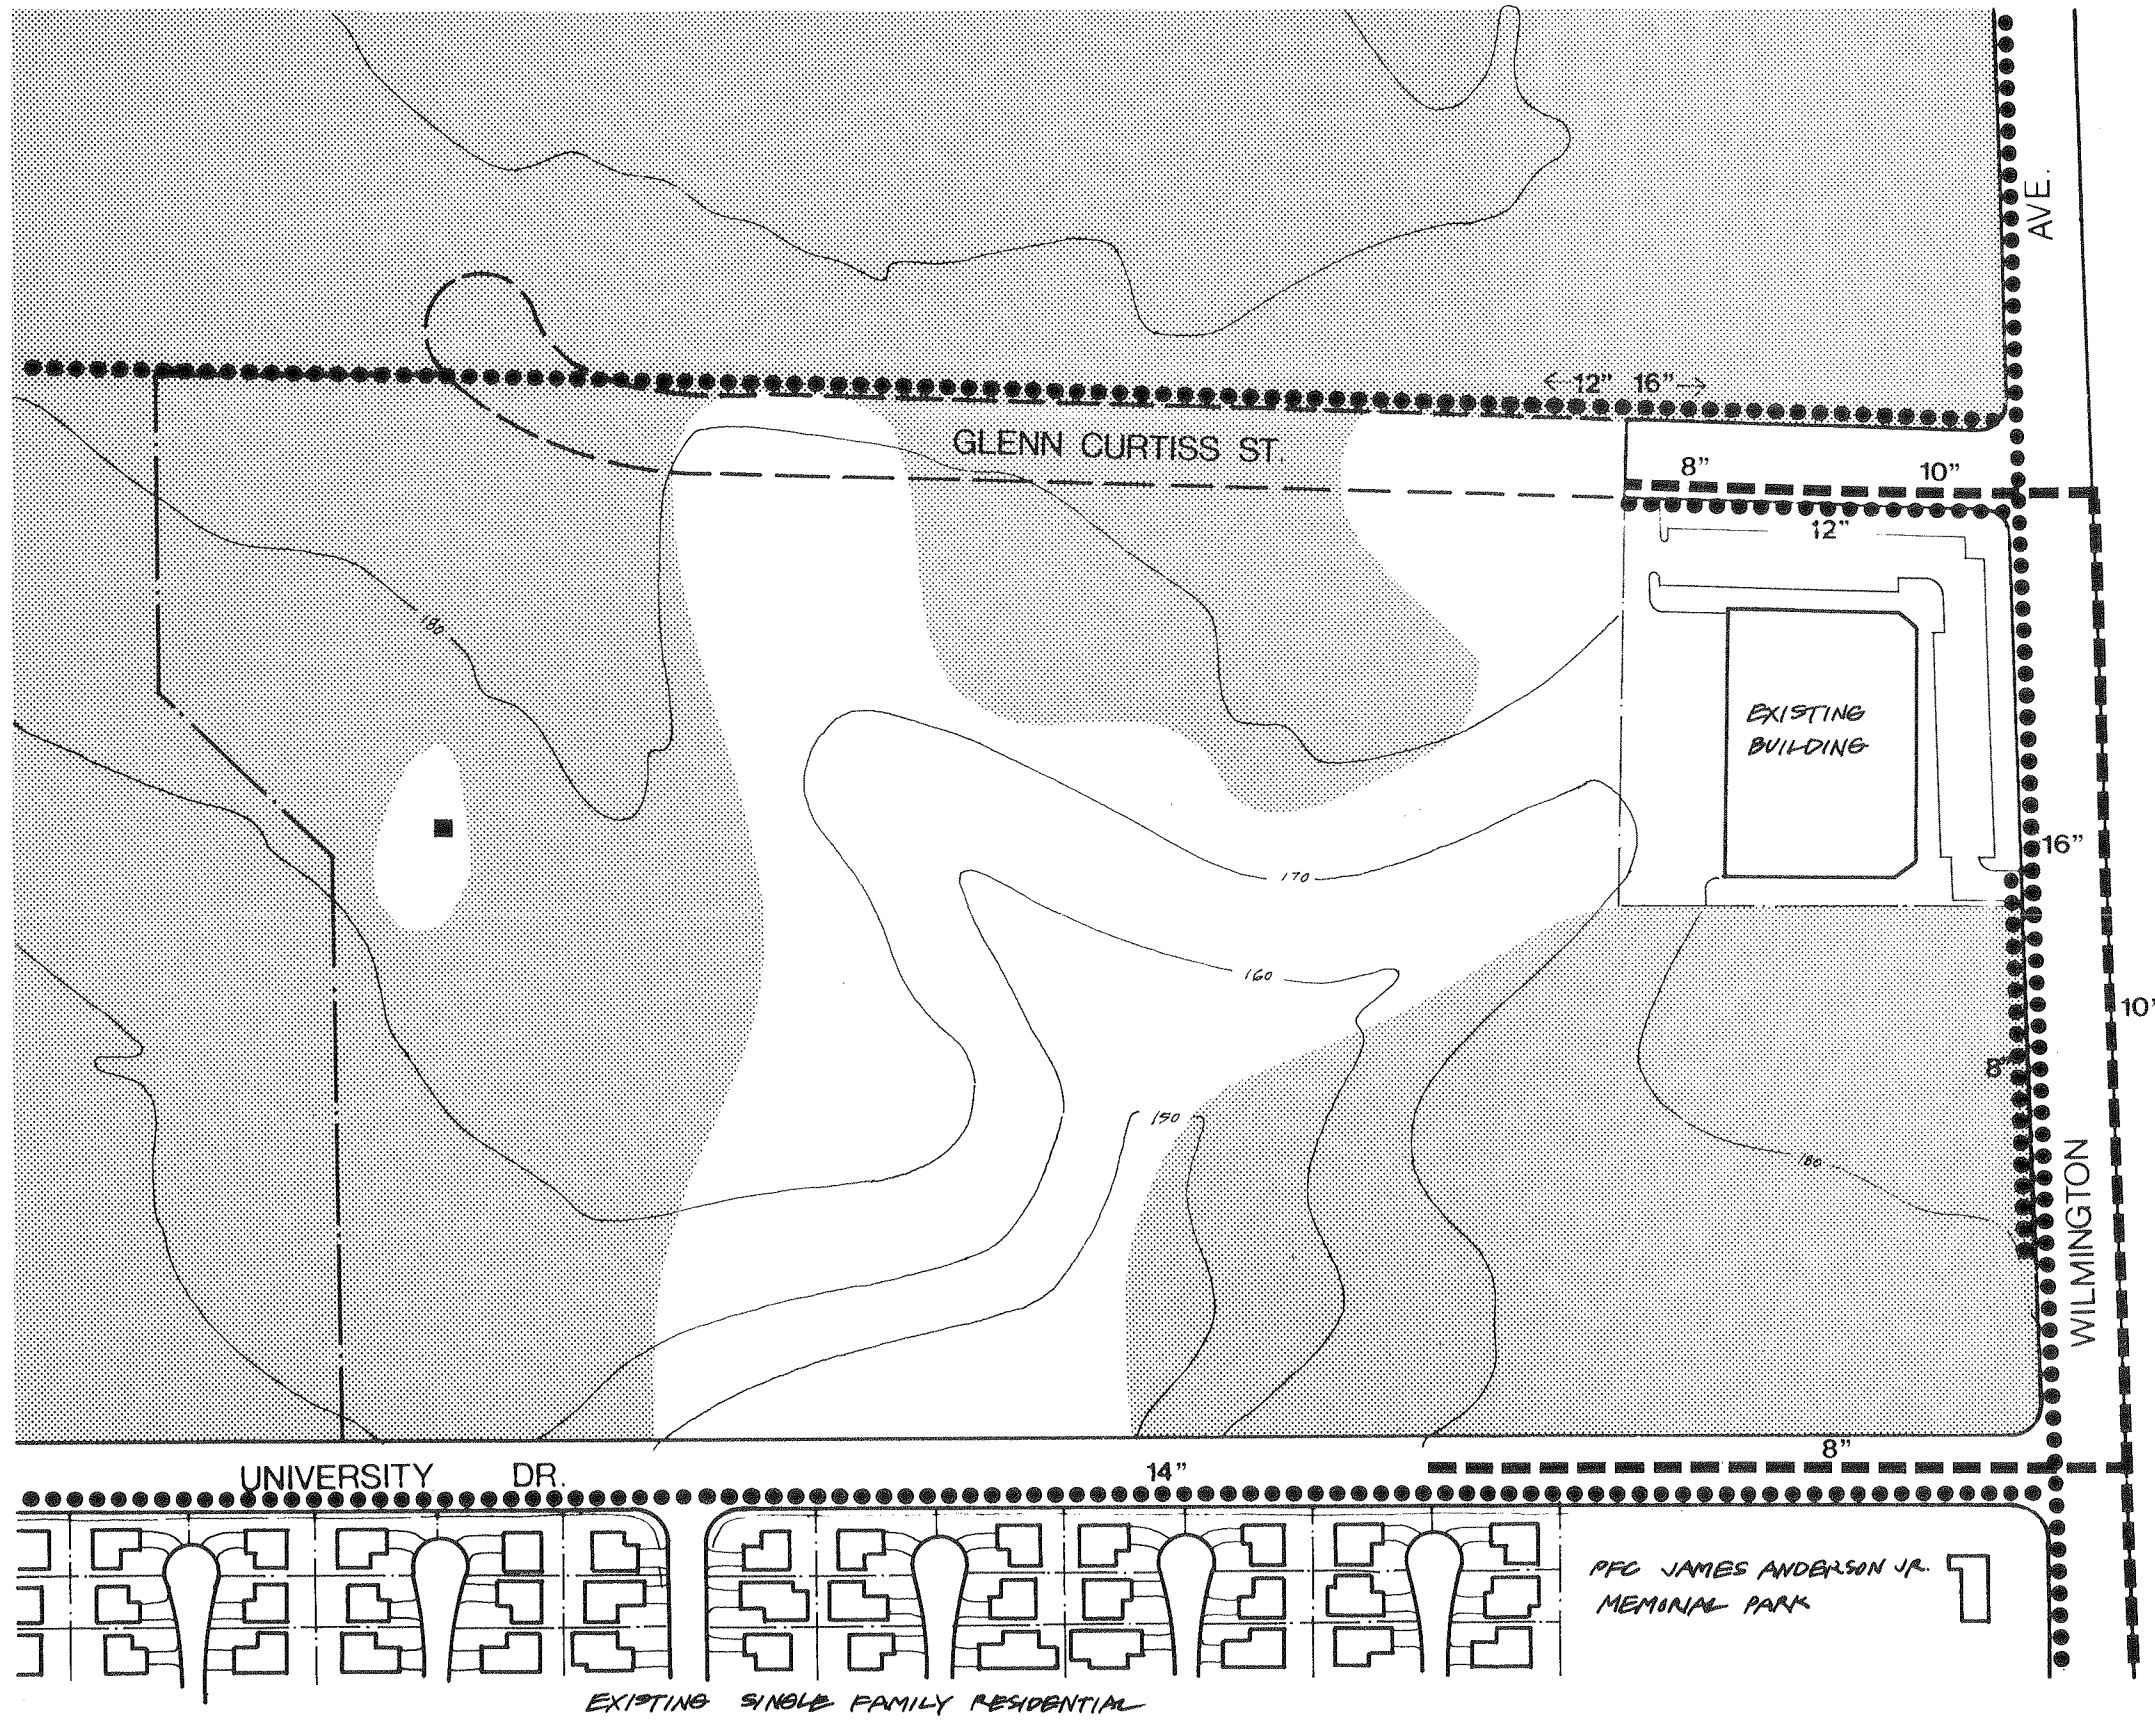 AVE.
←12” 16”→
GLENN CURTISS ST.
8”
10”
12”
180
EXISTING
BUILDING
16”
170
160
10”
8”
150
180
WILMINGTON
8”
UNIVERSITY DR.
14”
PFC JAMES ANDERSON JR.
MEMORIAL PARK
EXISTING SINGLE FAMILY RESIDENTIAL